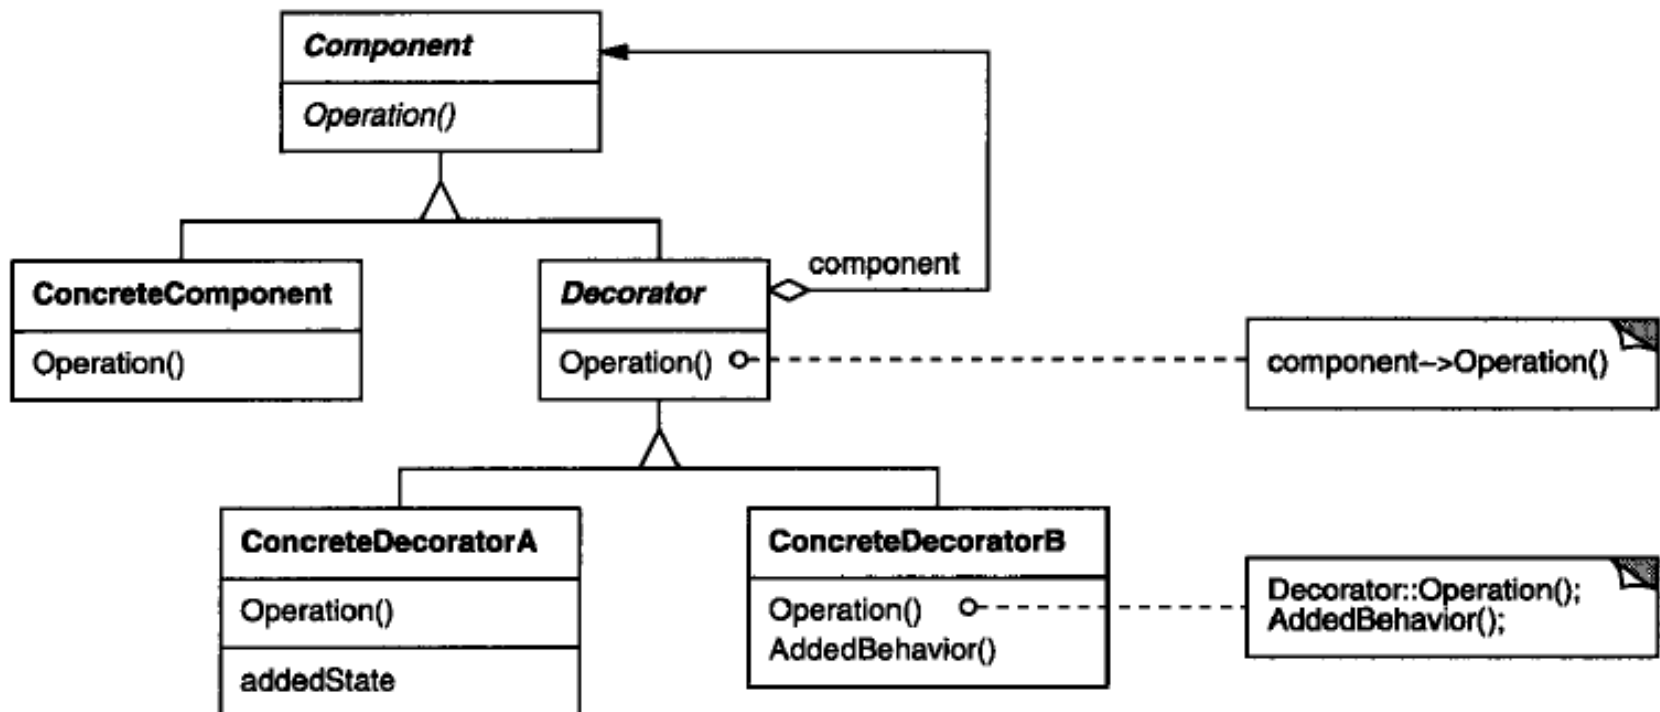 Component
Operation()
ConcreteComponent
Operation()
Decorator
Operation()
component
component–>Operation()
ConcreteDecoratorA
Operation()
addedState
ConcreteDecoratorB
Operation()
AddedBehavior()
Decorator::Operation();
AddedBehavior();